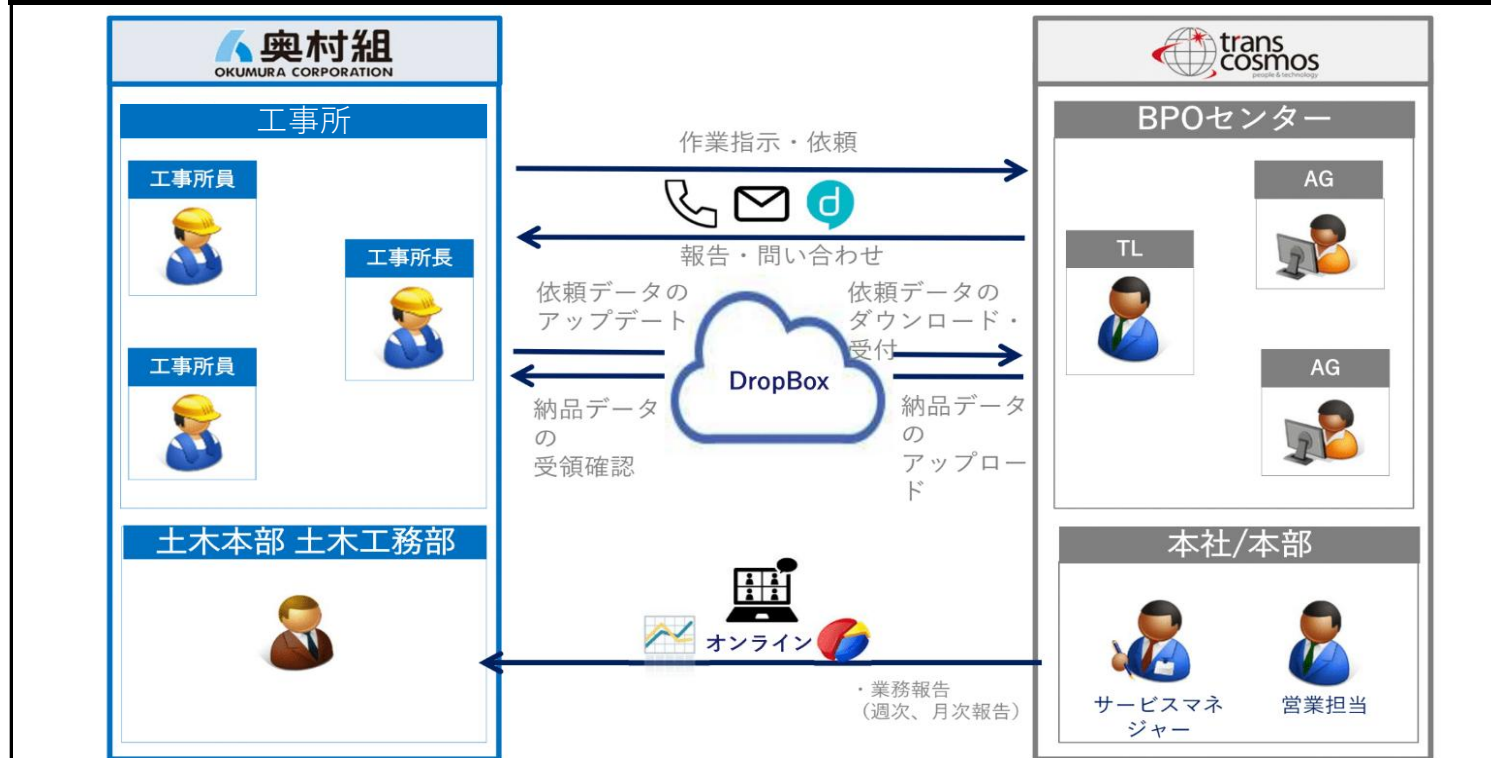 奥村組
OKUMURA CORPORATION
trans
cosmos
people & technology
工事所
工事所員
工事所長
工事所員
作業指示・依頼
d
報告・問い合わせ
依頼データの
アップデート
依頼データの
ダウンロード・
受付
DropBox
納品データ
の
受領確認
納品データ
の
アップロー
ド
BPOセンター
AG
TL
AG
土木本部 土木工務部
オンライン
・業務報告
（週次、月次報告）
本社/本部
サービスマネ
ジャー
営業担当